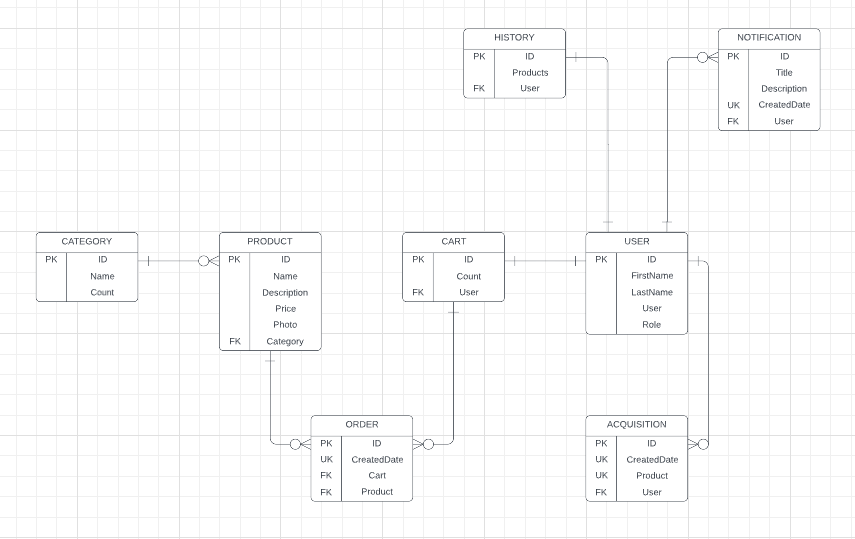 HISTORY
PK ID
Products
FK User
NOTIFICATION
PK ID
Title
Description
UK CreatedDate
FK User
CATEGORY
PK ID
Name
Count
PRODUCT
PK ID
Name
Description
Price
Photo
FK Category
CART
PK ID
Count
FK User
USER
PK ID
FirstName
LastName
User
Role
ORDER
PK ID
UK CreatedDate
FK Cart
FK Product
ACQUISITION
PK ID
UK CreatedDate
UK Product
FK User